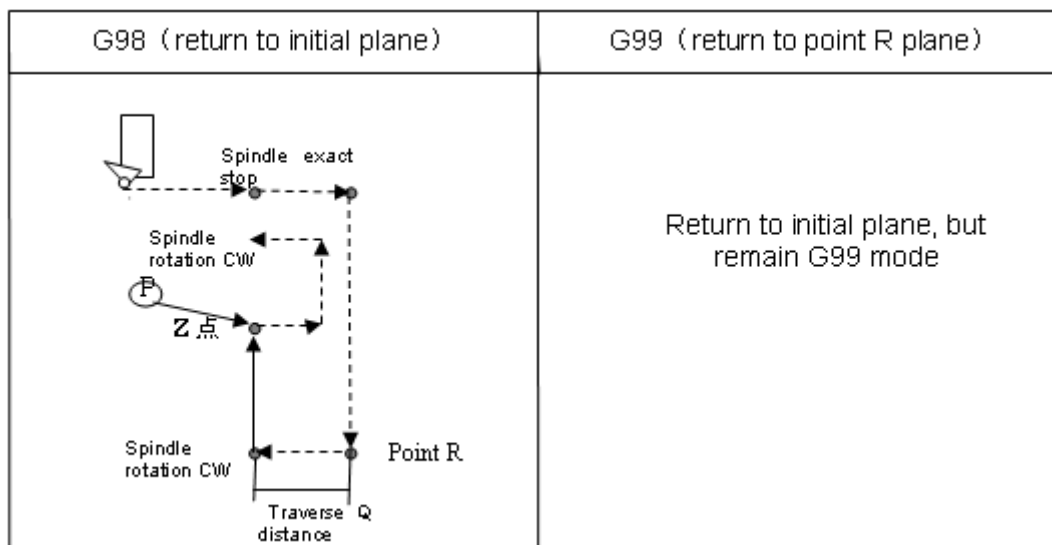 G98 （return to initial plane）
G99 （return to point R plane）
Spindle exact
stop
Spindle
rotation CW
P
Z 点
Spindle
rotation CW
Point R
Traverse Q
distance
Return to initial plane, but
remain G99 mode